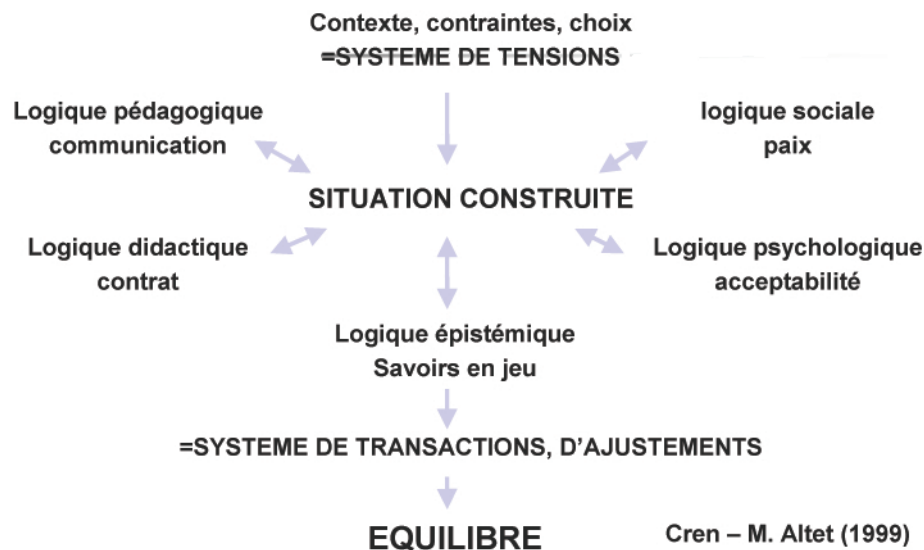 Contexte, contraintes, choix
=SYSTEME DE TENSIONS
Logique pédagogique
communication
logique sociale
paix
SITUATION CONSTRUITE
Logique didactique
contrat
Logique psychologique
acceptabilité
Logique épistémique
Savoirs en jeu
=SYSTEME DE TRANSACTIONS, D'AJUSTEMENTS
EQUILIBRE
Cren – M. Altet (1999)